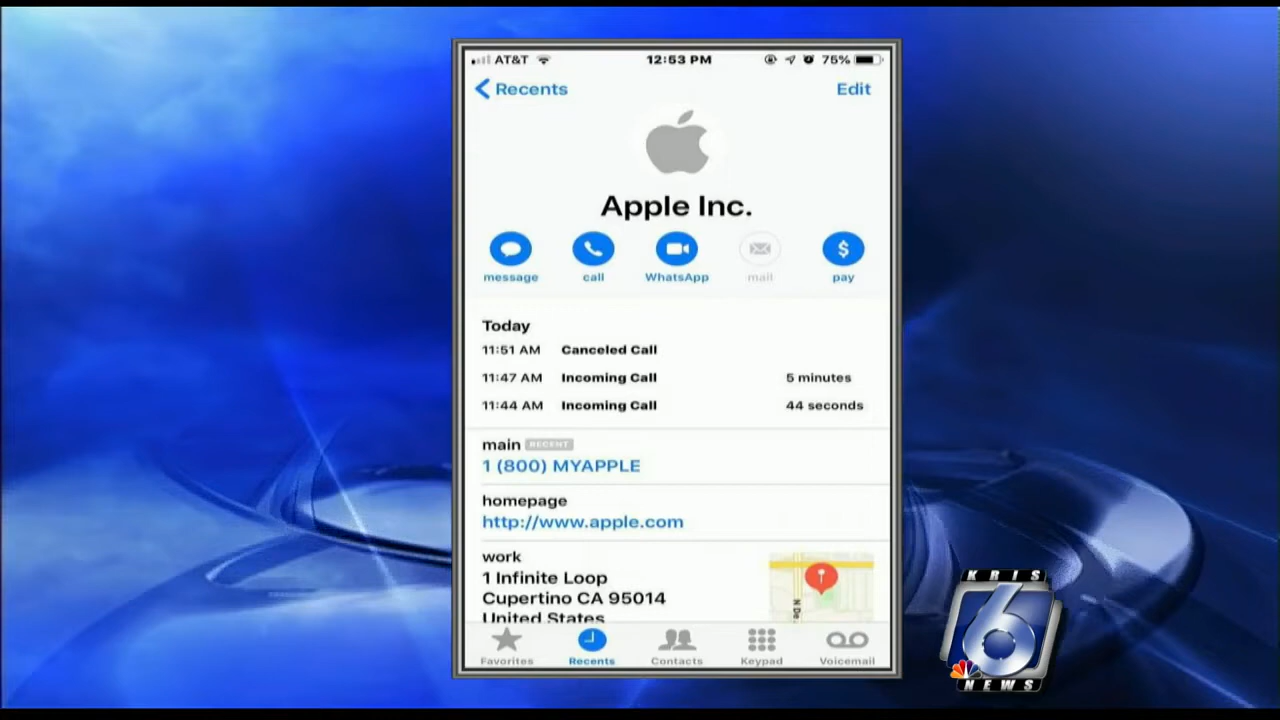 AT&T 12:53 PM 75%
Recents Edit
Apple Inc.
message call WhatsApp mail pay
Today
11:51 AM Canceled Call
11:47 AM Incoming Call 5 minutes
11:44 AM Incoming Call 44 seconds
main RECENT
1 (800) MYAPPLE
homepage
http://www.apple.com
work
1 Infinite Loop
Cupertino CA 95014
United States
N De
Favorites Recents Contacts Keypad Voicemail
KRIS
6
NEWS